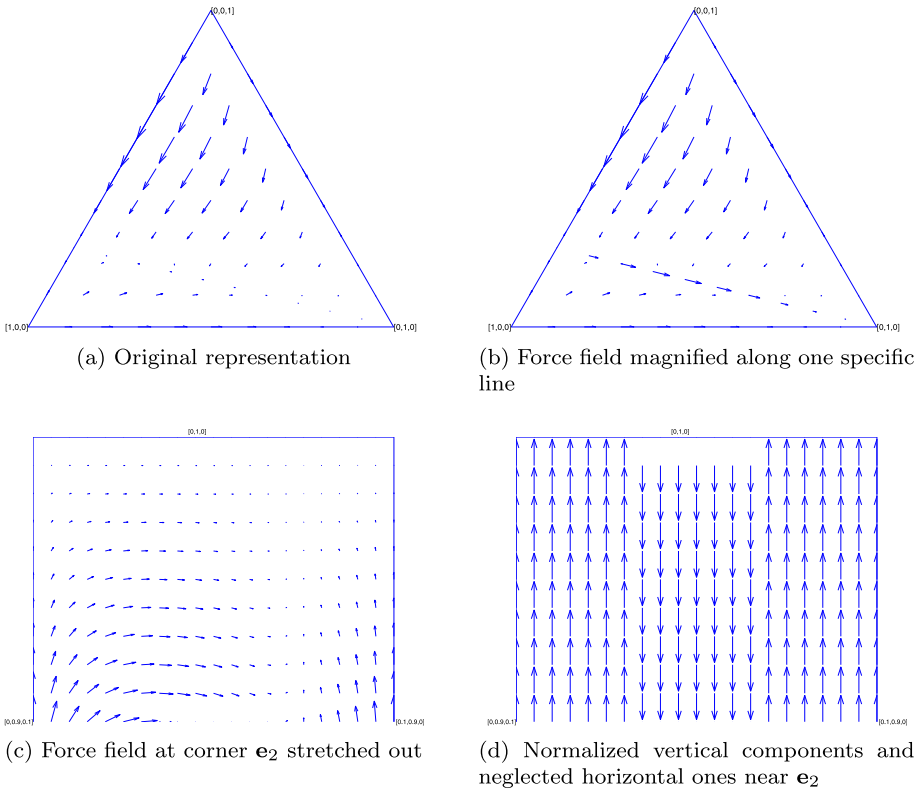 [0,0,1]
[0,0,1]
[1,0,0]
[0,1,0]
[1,0,0]
[0,1,0]
(a) Original representation
(b) Force field magnified along one specific
line
[0,1,0]
[0,1,0]
[0,0.9,0.1]
[0.1,0.9,0]
[0,0.9,0.1]
[0.1,0.9,0]
(c) Force field at corner e₂ stretched out
(d) Normalized vertical components and
neglected horizontal ones near e₂